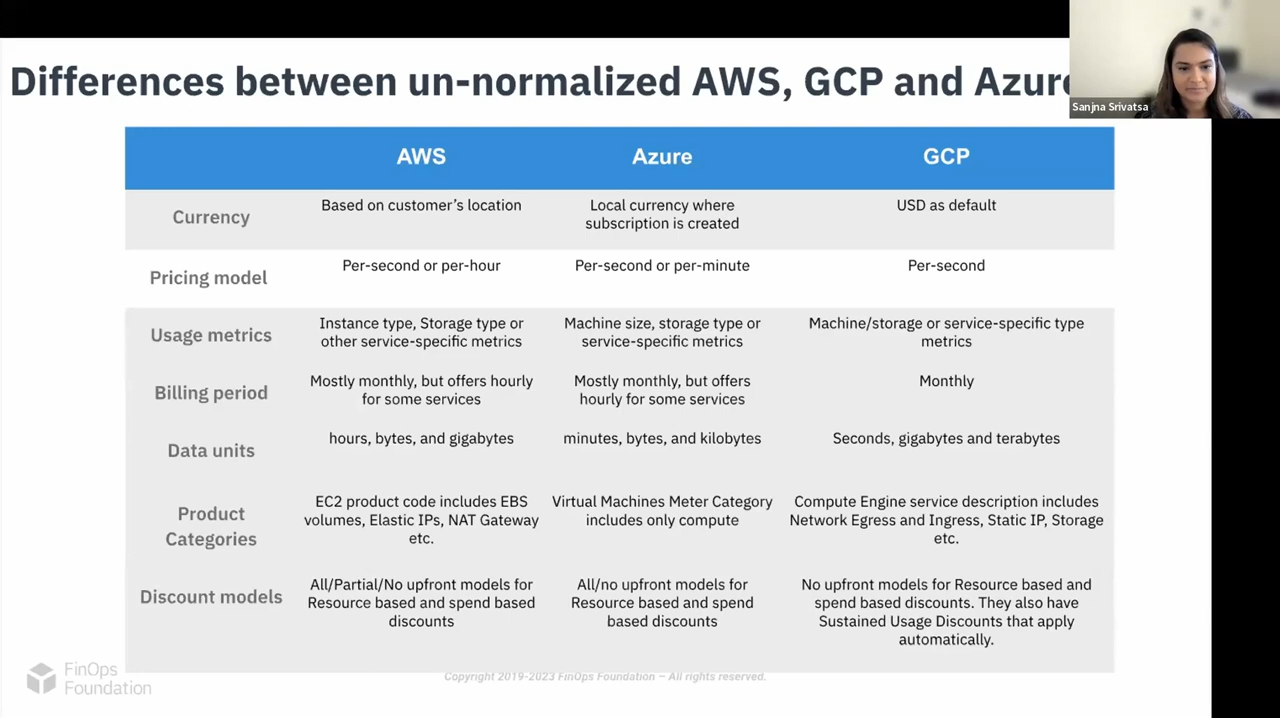 Differences between un-normalized AWS, GCP and Azure
Sanjna Srivatsa
AWS
Azure
GCP
Currency
Based on customer's location
Local currency where
subscription is created
USD as default
Pricing model
Per-second or per-hour
Per-second or per-minute
Per-second
Usage metrics
Instance type, Storage type or
other service-specific metrics
Machine size, storage type or
service-specific metrics
Machine/storage or service-specific type
metrics
Billing period
Mostly monthly, but offers hourly
for some services
Mostly monthly, but offers
hourly for some services
Monthly
Data units
hours, bytes, and gigabytes
minutes, bytes, and kilobytes
Seconds, gigabytes and terabytes
Product
Categories
EC2 product code includes EBS
volumes, Elastic IPs, NAT Gateway
etc.
Virtual Machines Meter Category
includes only compute
Compute Engine service description includes
Network Egress and Ingress, Static IP, Storage
etc.
Discount models
All/Partial/No upfront models for
Resource based and spend based
discounts
All/no upfront models for
Resource based and spend
based discounts
No upfront models for Resource based and
spend based discounts. They also have
Sustained Usage Discounts that apply
automatically.
FinOps
Foundation
Copyright 2019-2023 FinOps Foundation – All rights reserved.